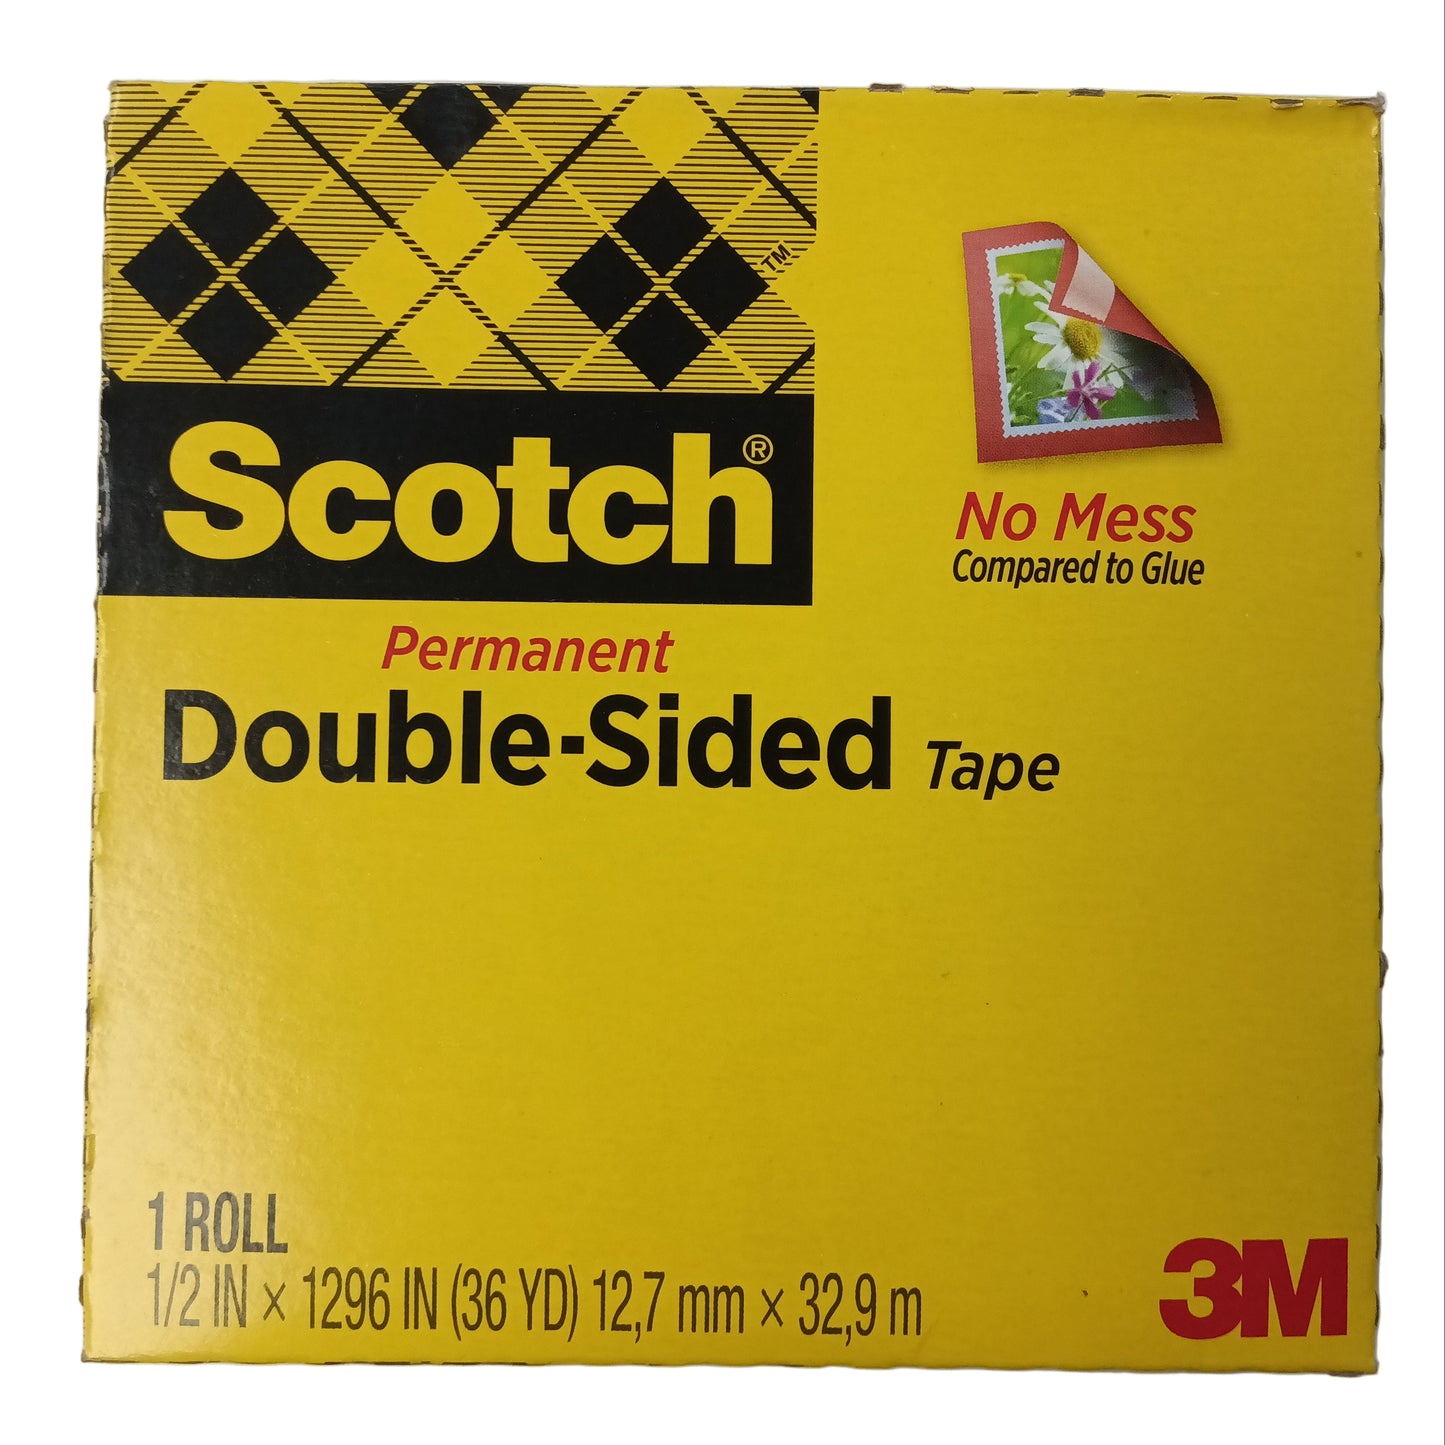 ™
Scotch®
No Mess
Compared to Glue
Permanent
Double-Sided Tape
1 ROLL
1/2 IN × 1296 IN (36 YD) 12,7 mm × 32,9 m
3M